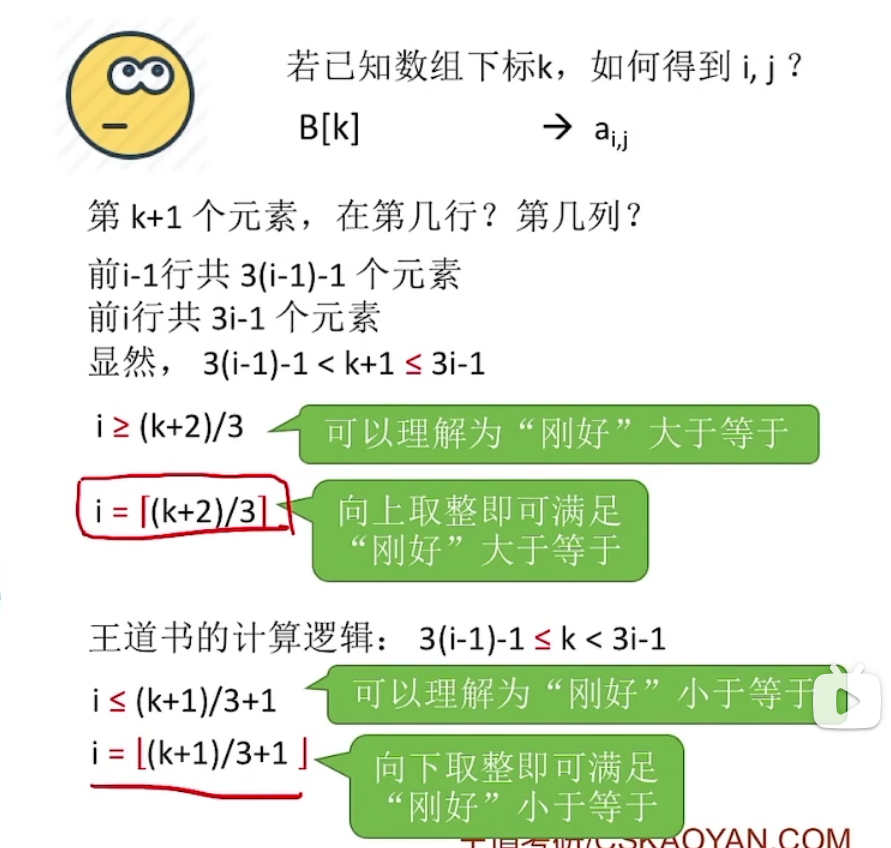 若已知数组下标k，如何得到 i, j？
B[k] → a_{i,j}
第 k+1 个元素，在第几行？第几列？
前i-1行共 3(i-1)-1 个元素
前i行共 3i-1 个元素
显然， 3(i-1)-1 < k+1 ≤ 3i-1
i ≥ (k+2)/3
可以理解为“刚好”大于等于
i = ⌈(k+2)/3⌉
向上取整即可满足
“刚好”大于等于
王道书的计算逻辑： 3(i-1)-1 ≤ k < 3i-1
i ≤ (k+1)/3+1
可以理解为“刚好”小于等于
i = ⌊(k+1)/3+1 ⌋
向下取整即可满足
“刚好”小于等于
王道考研/CSKAOYAN.COM